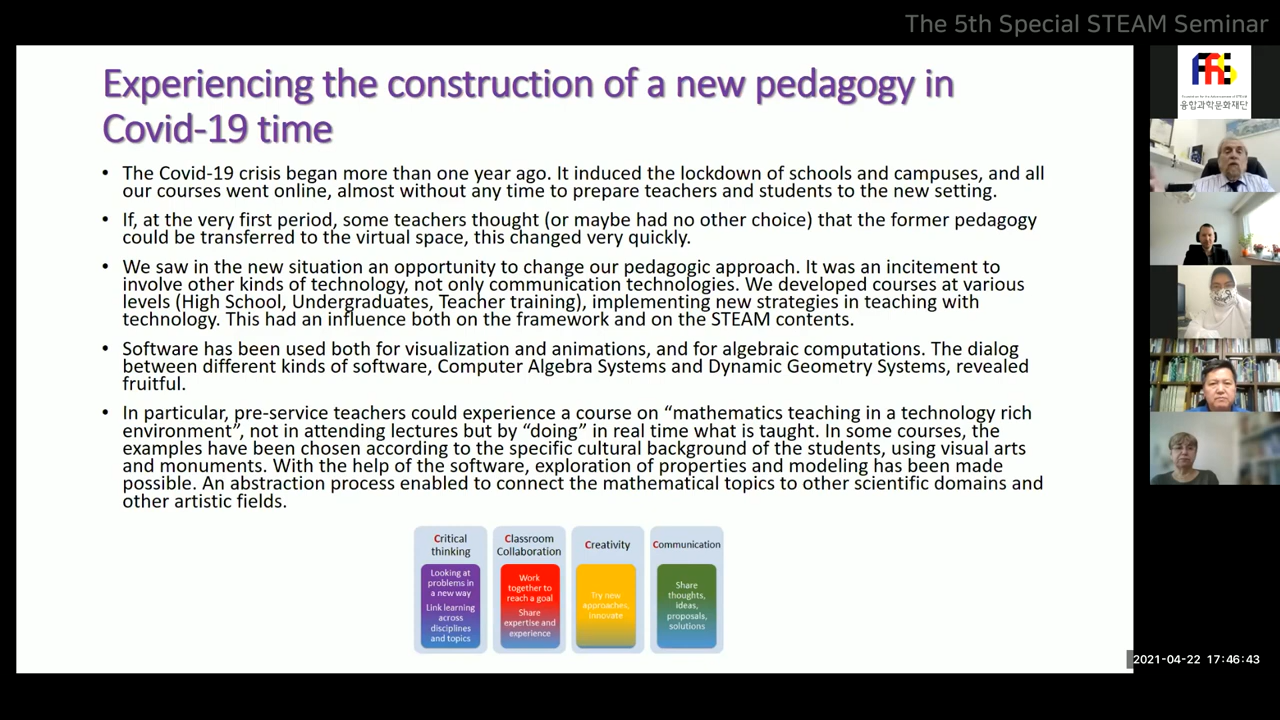 The 5th Special STEAM Seminar
Experiencing the construction of a new pedagogy in
Covid-19 time
• The Covid-19 crisis began more than one year ago. It induced the lockdown of schools and campuses, and all
our courses went online, almost without any time to prepare teachers and students to the new setting.
• If, at the very first period, some teachers thought (or maybe had no other choice) that the former pedagogy
could be transferred to the virtual space, this changed very quickly.
• We saw in the new situation an opportunity to change our pedagogic approach. It was an incitement to
involve other kinds of technology, not only communication technologies. We developed courses at various
levels (High School, Undergraduates, Teacher training), implementing new strategies in teaching with
technology. This had an influence both on the framework and on the STEAM contents.
• Software has been used both for visualization and animations, and for algebraic computations. The dialog
between different kinds of software, Computer Algebra Systems and Dynamic Geometry Systems, revealed
fruitful.
• In particular, pre-service teachers could experience a course on “mathematics teaching in a technology rich
environment”, not in attending lectures but by “doing” in real time what is taught. In some courses, the
examples have been chosen according to the specific cultural background of the students, using visual arts
and monuments. With the help of the software, exploration of properties and modeling has been made
possible. An abstraction process enabled to connect the mathematical topics to other scientific domains and
other artistic fields.
Critical
thinking
Looking at
problems in
a new way
Link learning
across
disciplines
and topics
Classroom
Collaboration
Work
together to
reach a goal
Share
expertise and
experience
Creativity
Try new
approaches,
innovate
Communication
Share
thoughts,
ideas,
proposals,
solutions
융합과학문화재단
2021-04-22 17:46:43